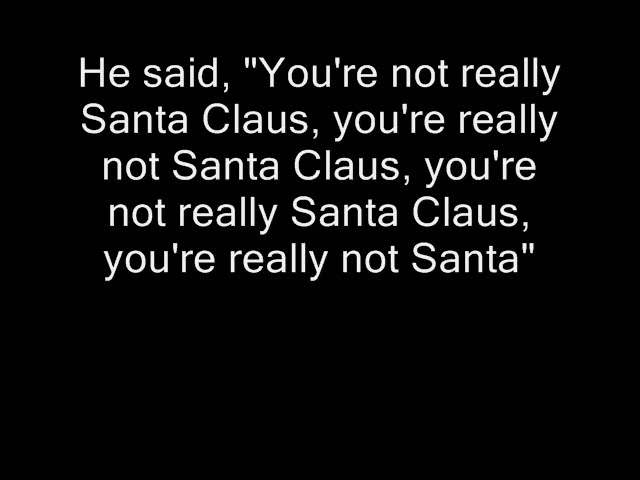 He said, "You're not really
Santa Claus, you're really
not Santa Claus, you're
not really Santa Claus,
you're really not Santa"